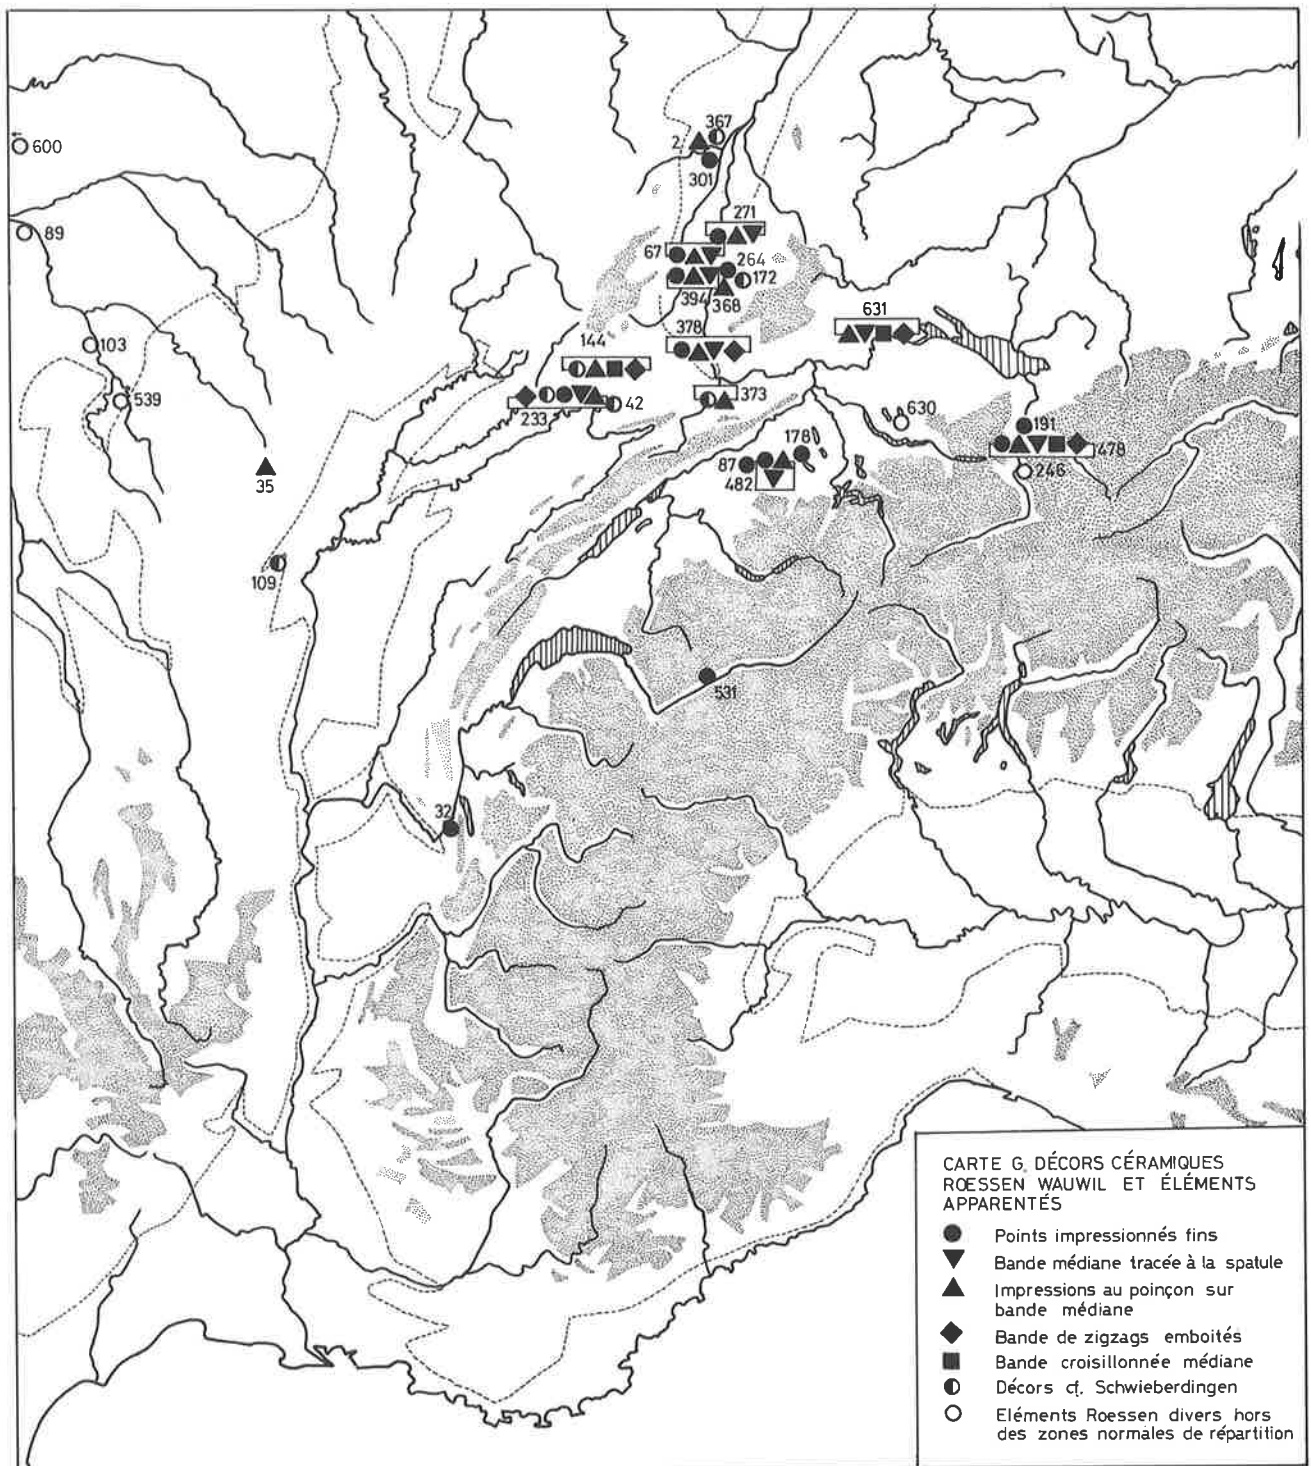 367
2
600
301
271
89
67
264
172
394
368
631
378
103
144
539
373
233
42
630
191
178
87
478
35
482
246
109
531
32
CARTE G. DÉCORS CÉRAMIQUES
RŒSSEN WAUWIL ET ÉLÉMENTS
APPARENTÉS
Points impressionnés fins
Bande médiane tracée à la spatule
Impressions au poinçon sur
bande médiane
Bande de zigzags emboités
Bande croisillonnée médiane
Décors cf. Schwieberdingen
Eléments Roessen divers hors
des zones normales de répartition